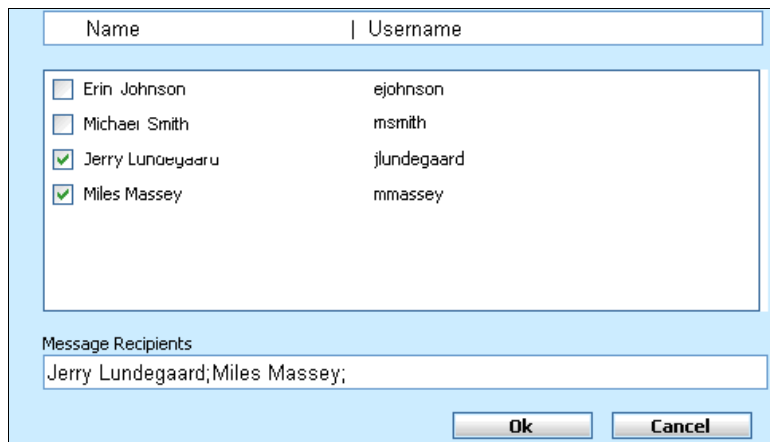 Name | Username
Erin Johnson ejohnson
Michael Smith msmith
Jerry Lundegaard jlundegaard
Miles Massey mmassey
Message Recipients
Jerry Lundegaard;Miles Massey;
Ok Cancel